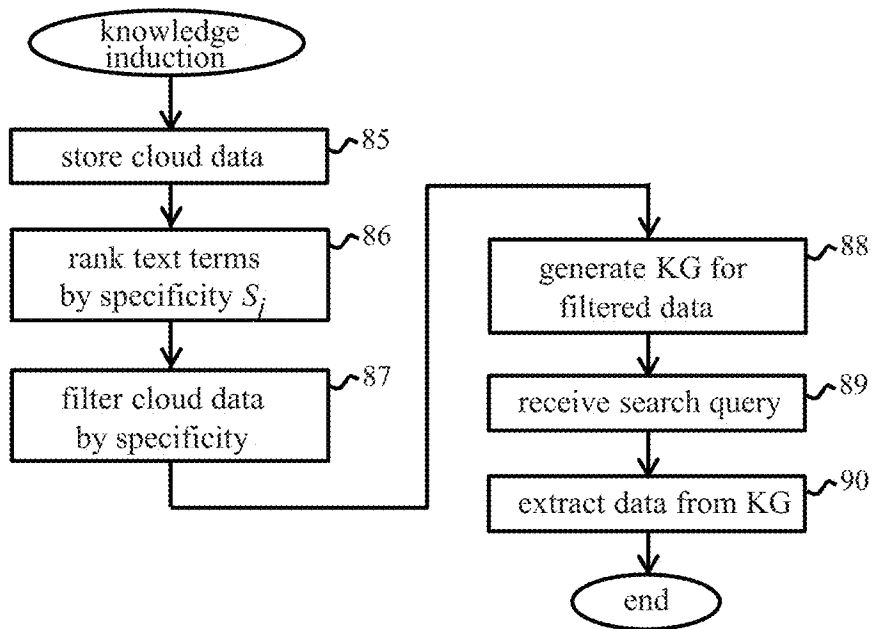 knowledge
induction
store cloud data
85
rank text terms
by specificity Si
86
filter cloud data
by specificity
87
generate KG for
filtered data
88
receive search query
89
extract data from KG
90
end